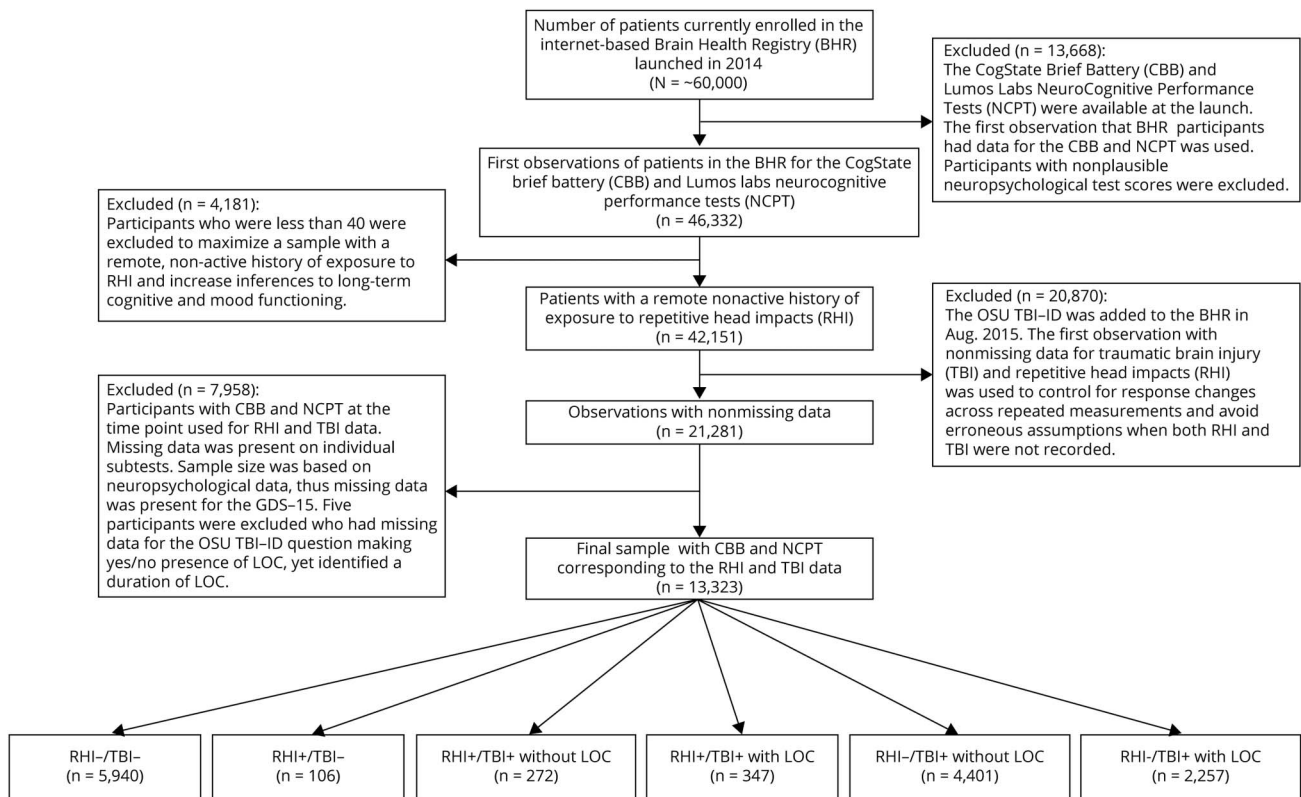 Number of patients currently enrolled in the
internet-based Brain Health Registry (BHR)
launched in 2014
(N = ~60,000)
Excluded (n = 13,668):
The CogState Brief Battery (CBB) and
Lumos Labs NeuroCognitive Performance
Tests (NCPT) were available at the launch.
The first observation that BHR participants
had data for the CBB and NCPT was used.
Participants with nonplausible
neuropsychological test scores were excluded.
First observations of patients in the BHR for the CogState
brief battery (CBB) and Lumos labs neurocognitive
performance tests (NCPT)
(n = 46,332)
Excluded (n = 4,181):
Participants who were less than 40 were
excluded to maximize a sample with a
remote, non-active history of exposure to
RHI and increase inferences to long-term
cognitive and mood functioning.
Patients with a remote nonactive history of
exposure to repetitive head impacts (RHI)
(n = 42,151)
Excluded (n = 20,870):
The OSU TBI–ID was added to the BHR in
Aug. 2015. The first observation with
nonmissing data for traumatic brain injury
(TBI) and repetitive head impacts (RHI)
was used to control for response changes
across repeated measurements and avoid
erroneous assumptions when both RHI and
TBI were not recorded.
Excluded (n = 7,958):
Participants with CBB and NCPT at the
time point used for RHI and TBI data.
Missing data was present on individual
subtests. Sample size was based on
neuropsychological data, thus missing data
was present for the GDS–15. Five
participants were excluded who had missing
data for the OSU TBI–ID question making
yes/no presence of LOC, yet identified a
duration of LOC.
Observations with nonmissing data
(n = 21,281)
Final sample with CBB and NCPT
corresponding to the RHI and TBI data
(n = 13,323)
RHI–/TBI–
(n = 5,940)
RHI+/TBI–
(n = 106)
RHI+/TBI+ without LOC
(n = 272)
RHI+/TBI+ with LOC
(n = 347)
RHI–/TBI+ without LOC
(n = 4,401)
RHI-/TBI+ with LOC
(n = 2,257)